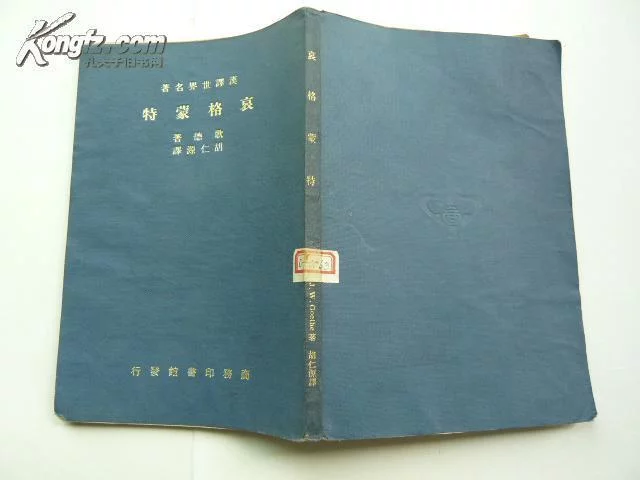 Kongfz.com
孔夫子旧书网
漢譯世界名著
哀格蒙特
歌德著
胡仁源譯
商務印書館發行
哀格蒙特
J. W. Goethe 著
胡仁源譯